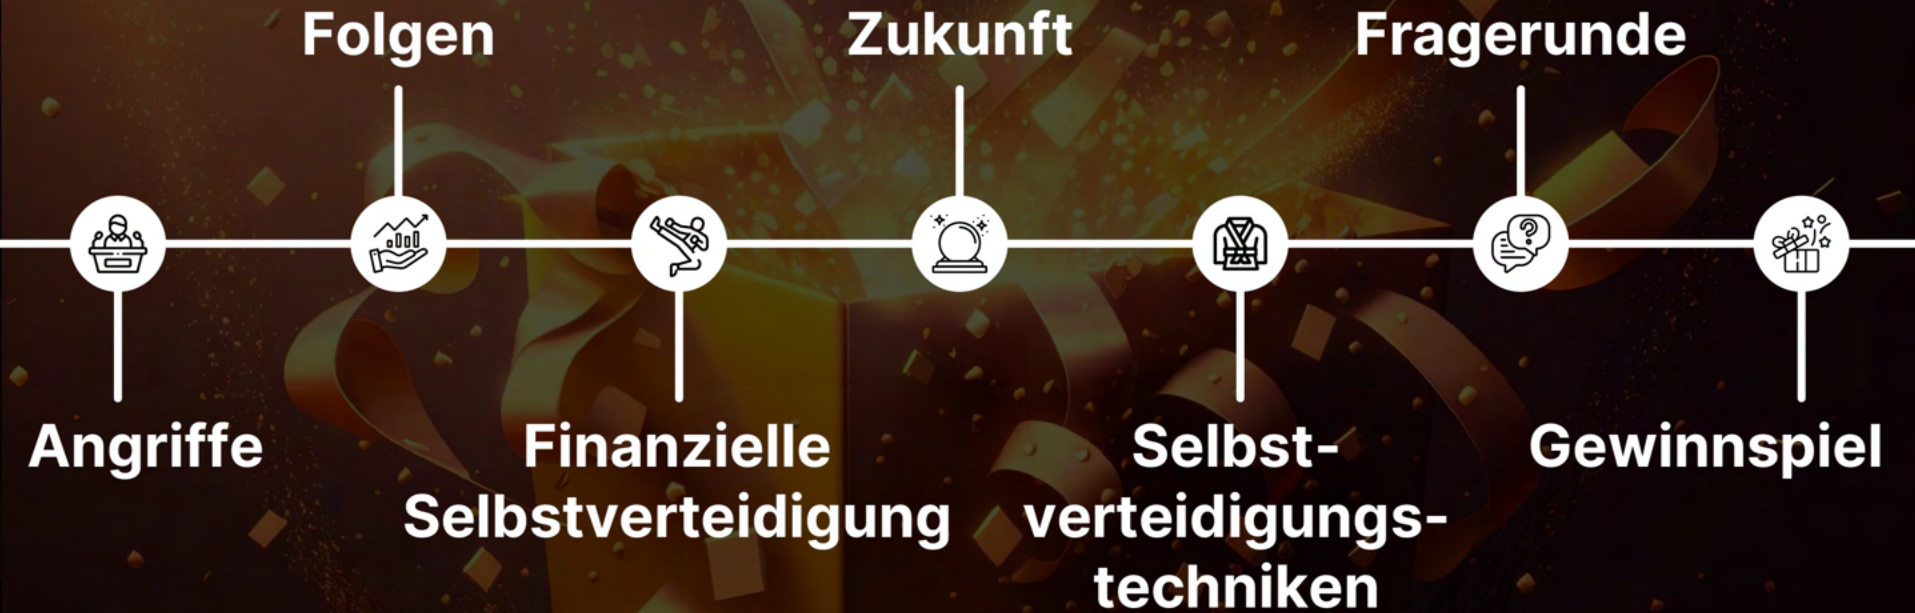 Angriffe
Folgen
Finanzielle
Selbstverteidigung
Zukunft
Selbst-
verteidigungs-
techniken
Fragerunde
Gewinnspiel